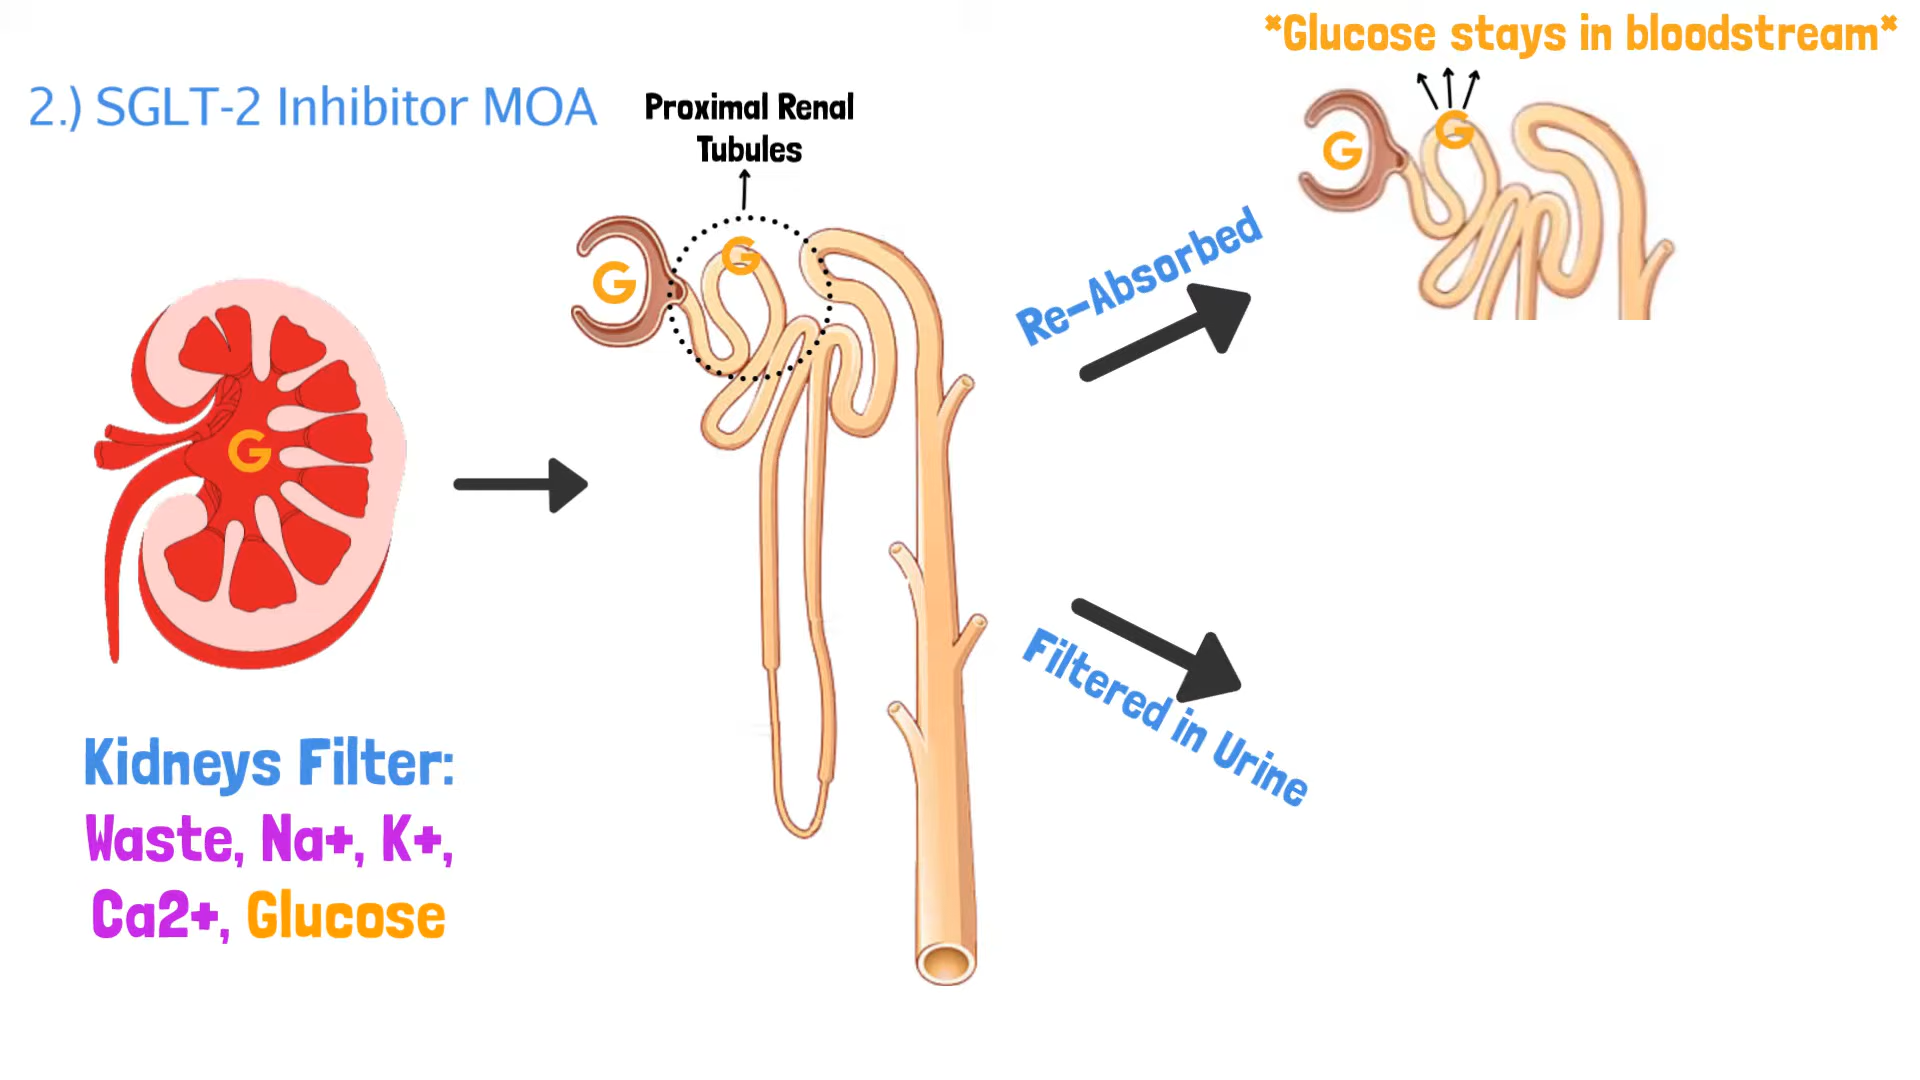 *Glucose stays in bloodstream*
2.) SGLT-2 Inhibitor MOA
Proximal Renal
Tubules
G
G
G
G
G
Re-Absorbed
Filtered in Urine
Kidneys Filter:
Waste, Na+, K+,
Ca2+, Glucose